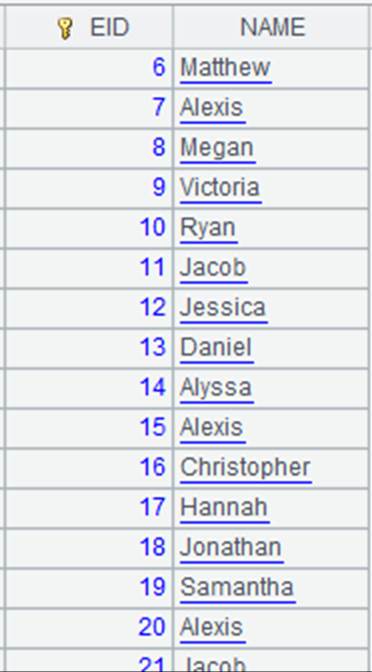 EID NAME
6 Matthew
7 Alexis
8 Megan
9 Victoria
10 Ryan
11 Jacob
12 Jessica
13 Daniel
14 Alyssa
15 Alexis
16 Christopher
17 Hannah
18 Jonathan
19 Samantha
20 Alexis
21 Jacob